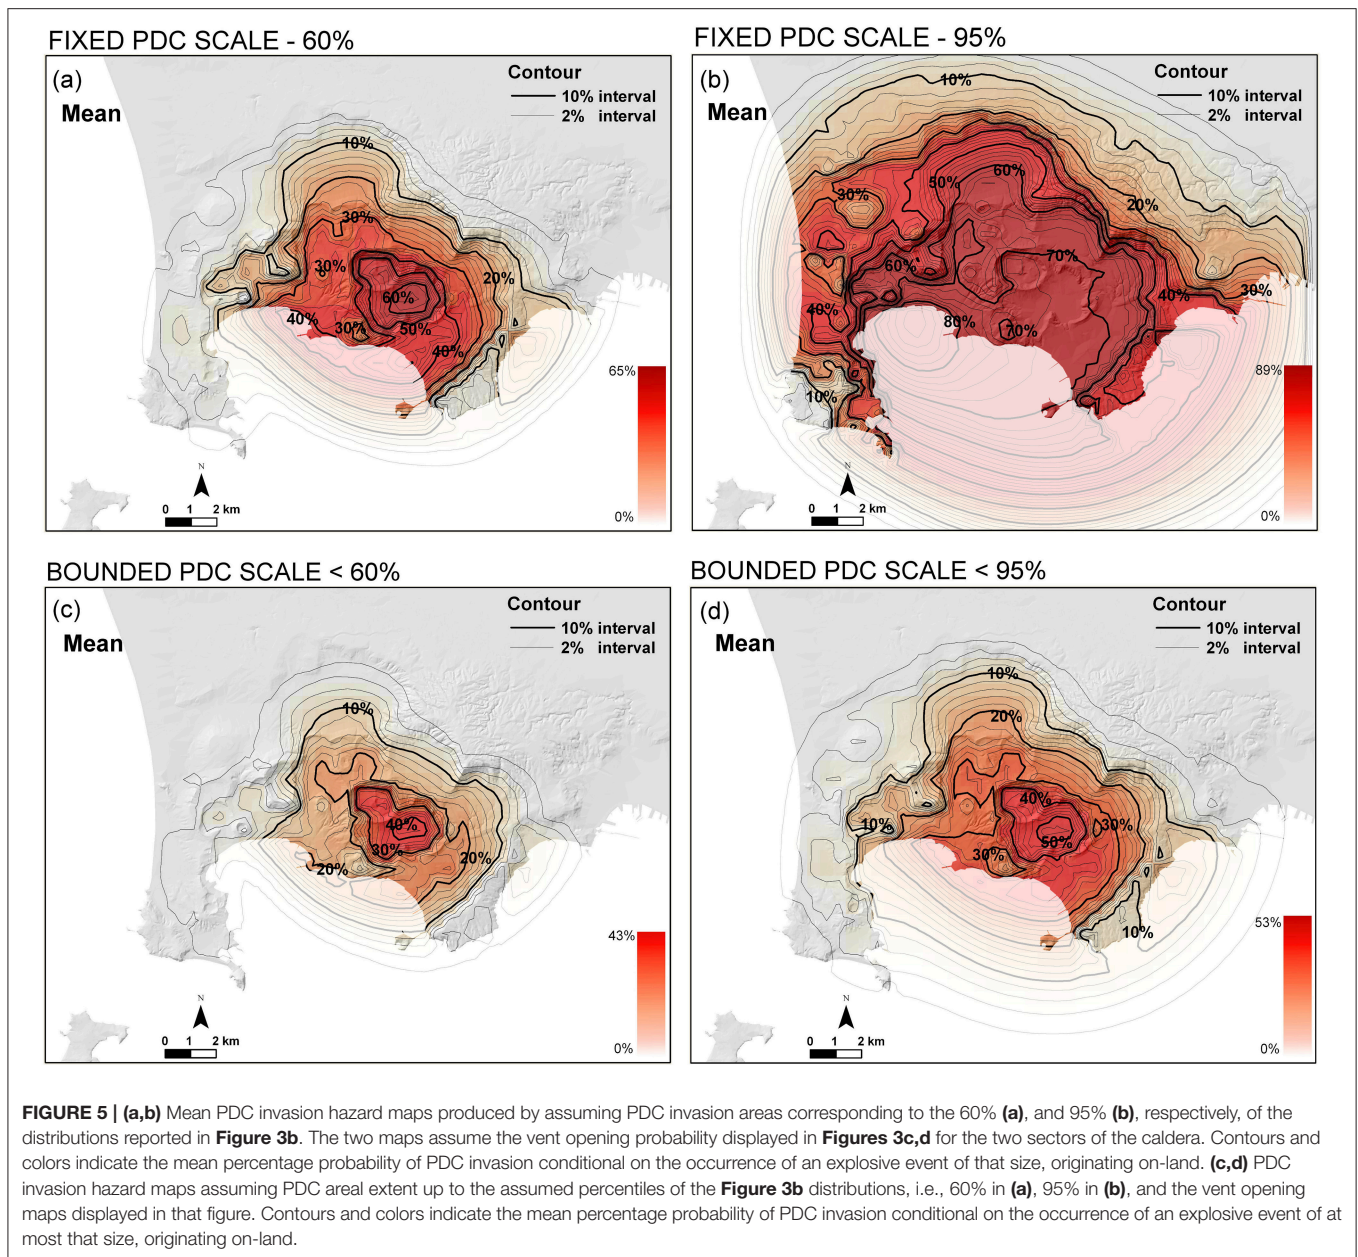 FIXED PDC SCALE - 60%
(a)
Mean
Contour
10% interval
2% interval
10%
30%
30%
20%
60%
40%
30%
50%
40%
65%
0%
N
0 1 2 km
FIXED PDC SCALE - 95%
(b)
Mean
Contour
10% interval
2% interval
10%
60%
50%
30%
20%
70%
60%
30%
40%
40%
80%
70%
10%
89%
0%
N
0 1 2 km
BOUNDED PDC SCALE < 60%
(c)
Mean
Contour
10% interval
2% interval
10%
40%
30%
20%
20%
43%
0%
N
0 1 2 km
BOUNDED PDC SCALE < 95%
(d)
Mean
Contour
10% interval
2% interval
10%
20%
40%
10%
30%
50%
30%
10%
53%
0%
N
0 1 2 km
FIGURE 5 | (a,b) Mean PDC invasion hazard maps produced by assuming PDC invasion areas corresponding to the 60% (a), and 95% (b), respectively, of the
distributions reported in Figure 3b. The two maps assume the vent opening probability displayed in Figures 3c,d for the two sectors of the caldera. Contours and
colors indicate the mean percentage probability of PDC invasion conditional on the occurrence of an explosive event of that size, originating on-land. (c,d) PDC
invasion hazard maps assuming PDC areal extent up to the assumed percentiles of the Figure 3b distributions, i.e., 60% in (a), 95% in (b), and the vent opening
maps displayed in that figure. Contours and colors indicate the mean percentage probability of PDC invasion conditional on the occurrence of an explosive event of at
most that size, originating on-land.